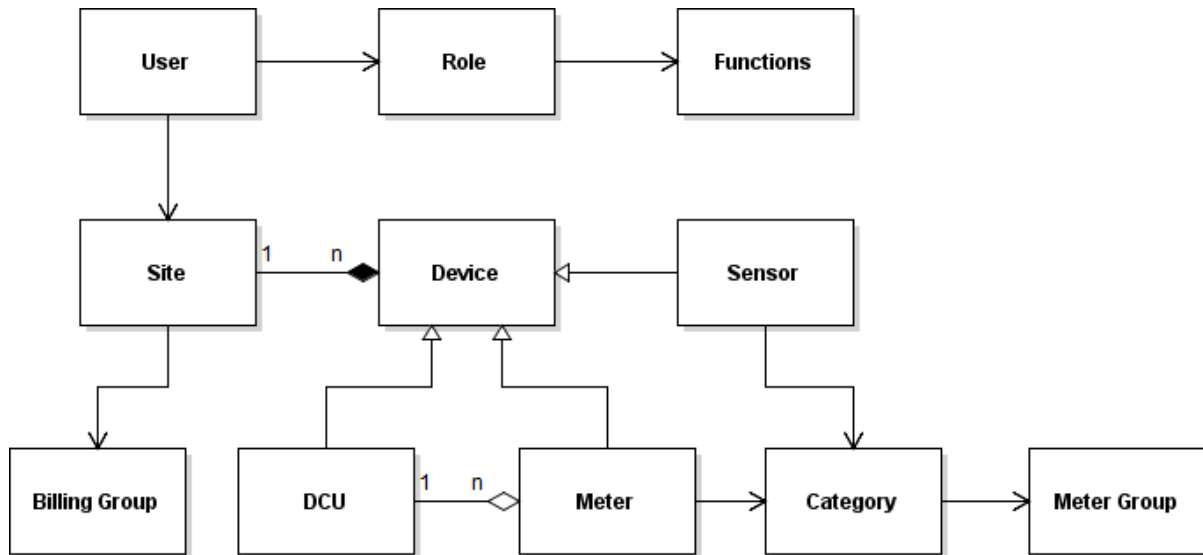 User
Role
Functions
Site
1
n
Device
Sensor
Billing Group
DCU
1
n
Meter
Category
Meter Group